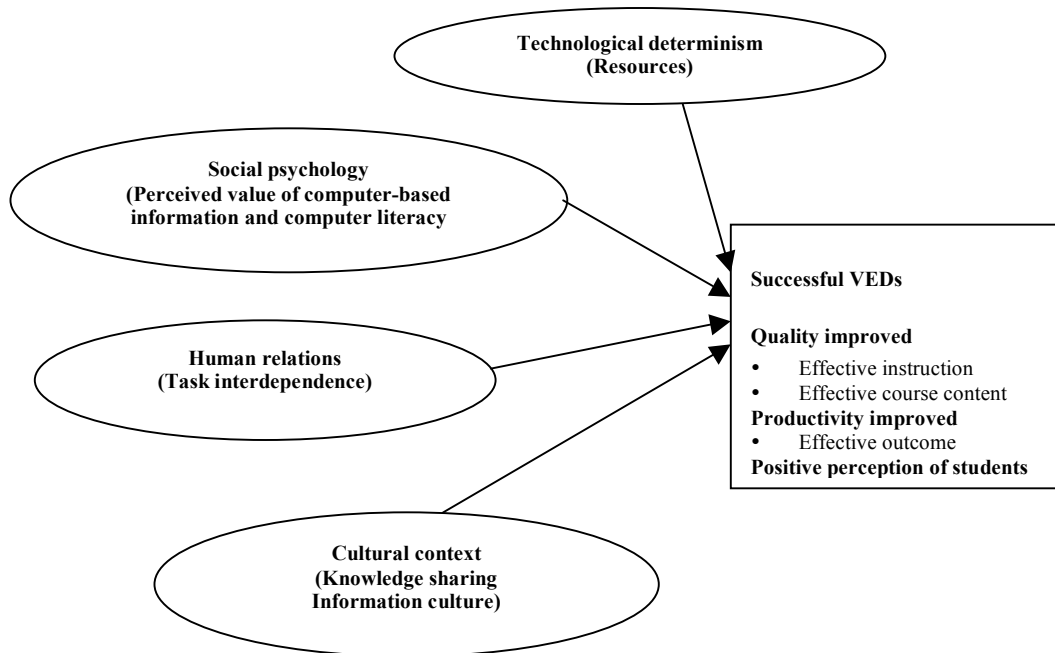 Technological determinism
(Resources)
Social psychology
(Perceived value of computer-based
information and computer literacy
Human relations
(Task interdependence)
Cultural context
(Knowledge sharing
Information culture)
Successful VEDs
Quality improved
• Effective instruction
• Effective course content
Productivity improved
• Effective outcome
Positive perception of students